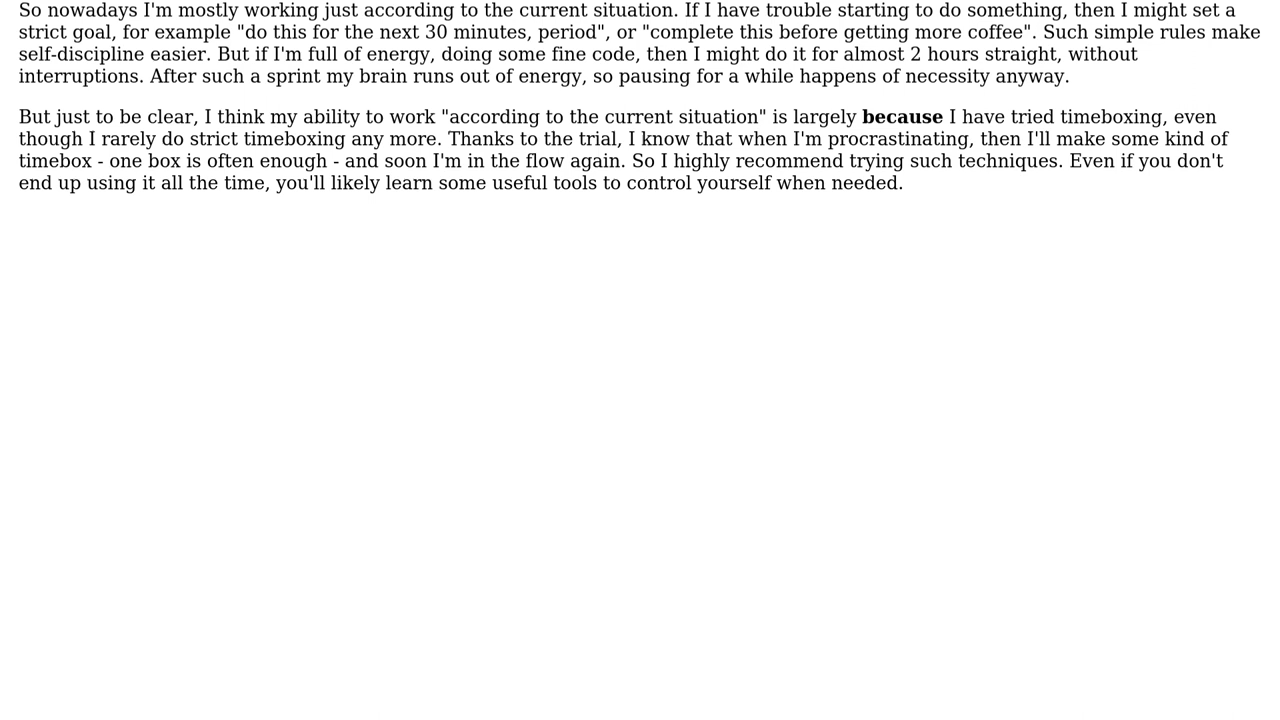 So nowadays I'm mostly working just according to the current situation. If I have trouble starting to do something, then I might set a
strict goal, for example "do this for the next 30 minutes, period", or "complete this before getting more coffee". Such simple rules make
self-discipline easier. But if I'm full of energy, doing some fine code, then I might do it for almost 2 hours straight, without
interruptions. After such a sprint my brain runs out of energy, so pausing for a while happens of necessity anyway.
But just to be clear, I think my ability to work "according to the current situation" is largely because I have tried timeboxing, even
though I rarely do strict timeboxing any more. Thanks to the trial, I know that when I'm procrastinating, then I'll make some kind of
timebox - one box is often enough - and soon I'm in the flow again. So I highly recommend trying such techniques. Even if you don't
end up using it all the time, you'll likely learn some useful tools to control yourself when needed.